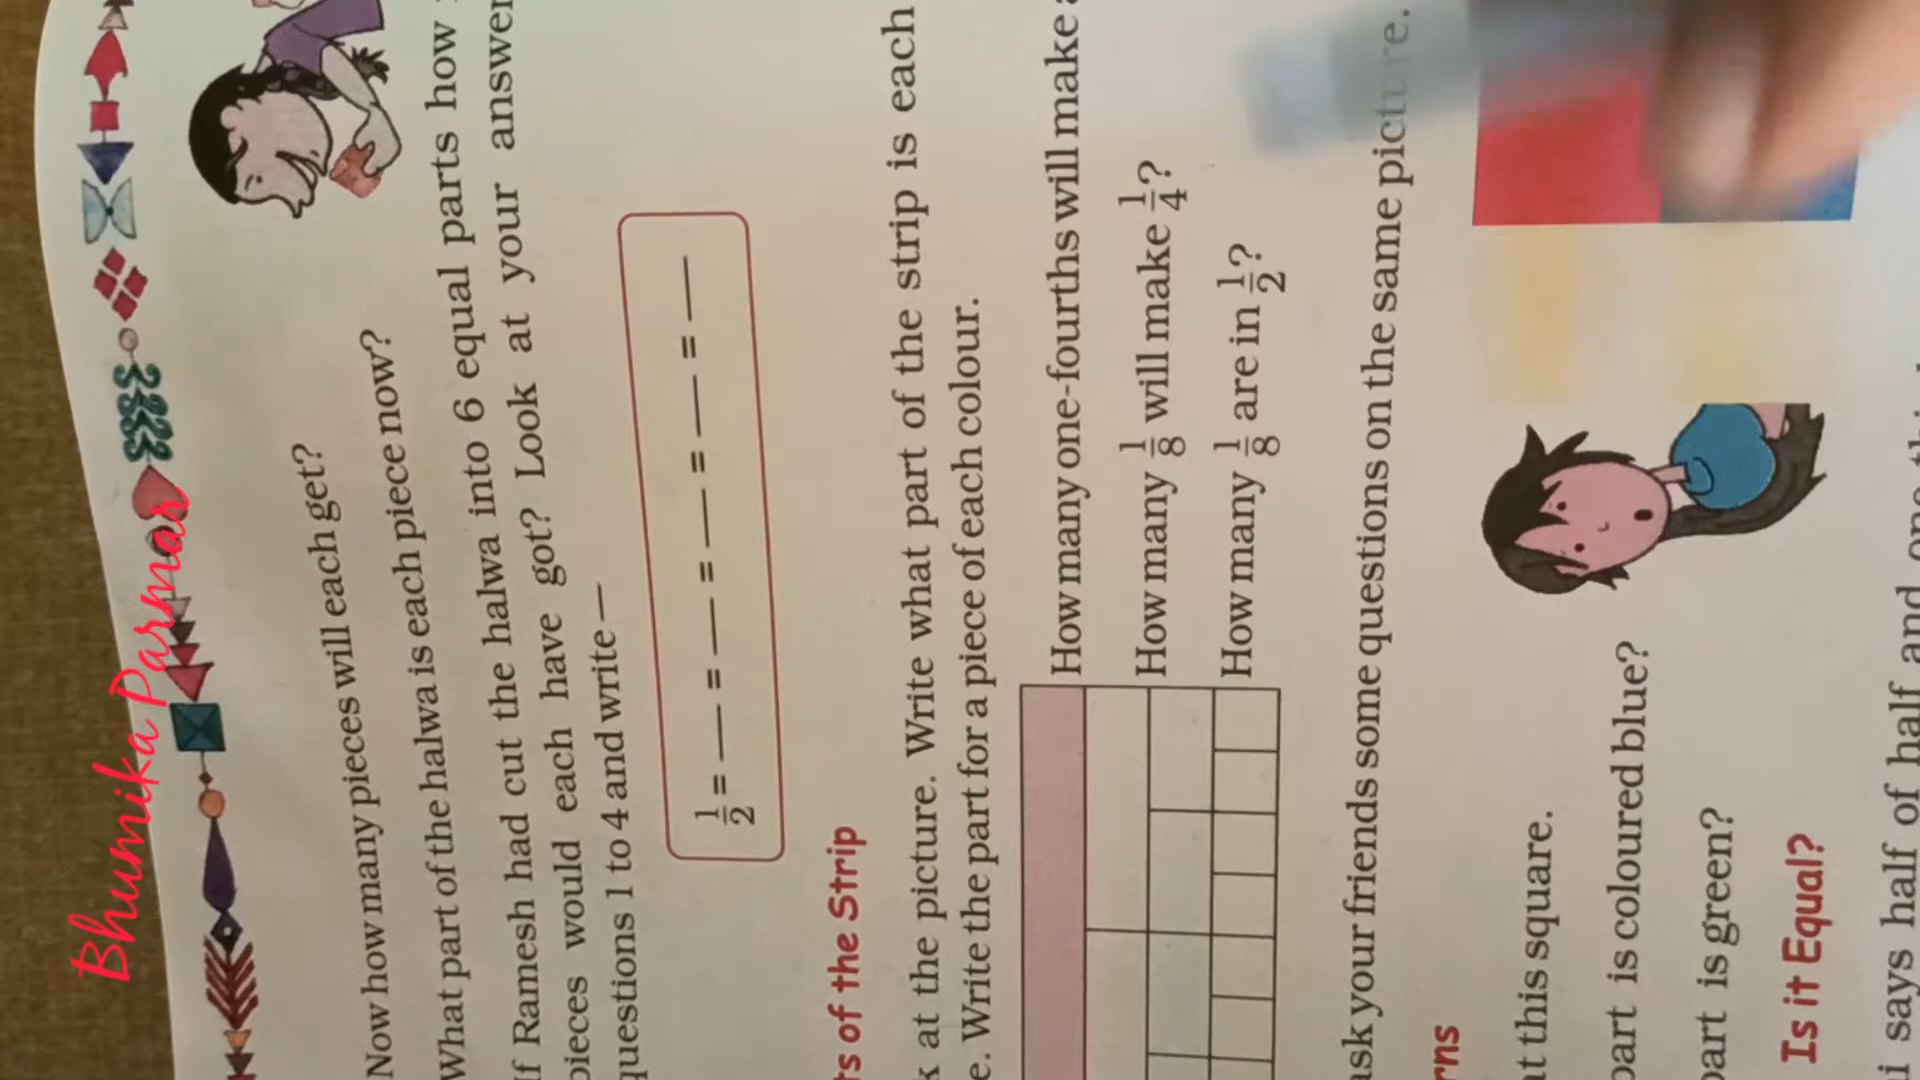 Bhumika Parmar
Now how many pieces will each get?
What part of the halwa is each piece now?
If Ramesh had cut the halwa into 6 equal parts how
pieces would each have got? Look at your answer
questions 1 to 4 and write—
1/2 = ___ = ___ = ___ = ___ = ___
of the Strip
at the picture. Write what part of the strip is each
Write the part for a piece of each colour.
How many one-fourths will make
How many 1/8 will make 1/4?
How many 1/8 are in 1/2?
ask your friends some questions on the same picture.
this square.
part is coloured blue?
part is green?
Is it Equal?
says half of half and